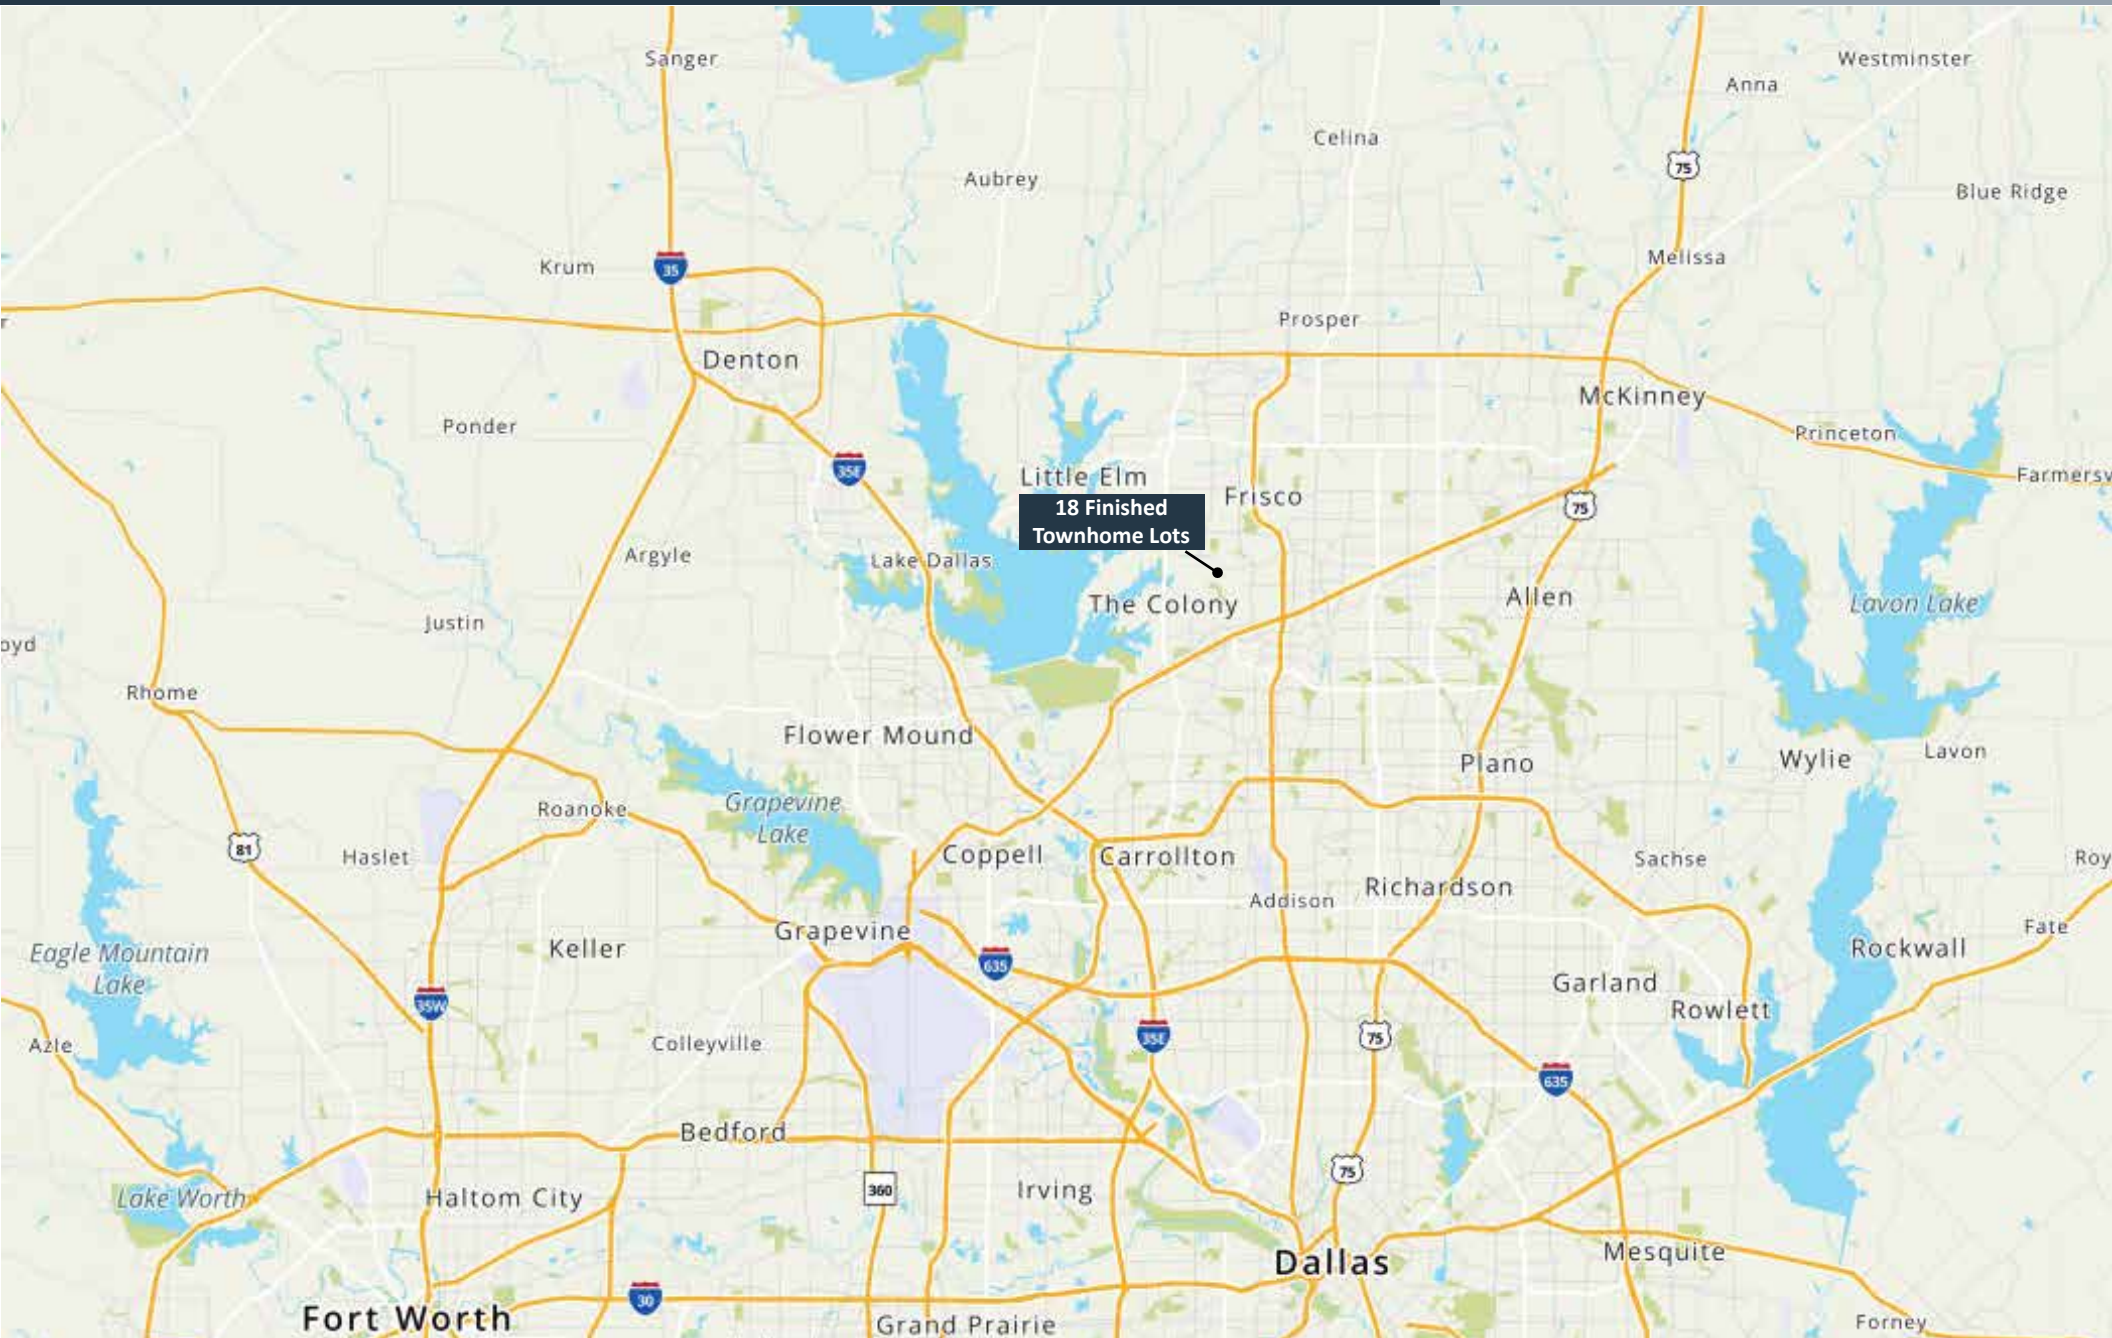 Sanger
Westminster
Anna
Celina
75
Aubrey
Blue Ridge
Melissa
Krum
35
Prosper
r
Denton
McKinney
Ponder
Princeton
35E
Little Elm
Farmersv
Frisco
18 Finished
Townhome Lots
75
Argyle
Lake Dallas
Allen
The Colony
Lavon Lake
Justin
oyd
Rhome
Flower Mound
Plano
Wylie
Lavon
Grapevine
Lake
Roanoke
81
Haslet
Coppell
Carrollton
Sachse
Roy
Richardson
Addison
Grapevine
Fate
Keller
Rockwall
Eagle Mountain
Lake
635
Garland
35W
Rowlett
Azle
Colleyville
35E
75
635
Bedford
75
Lake Worth
Haltom City
360
Irving
Dallas
Mesquite
30
Fort Worth
Grand Prairie
Forney